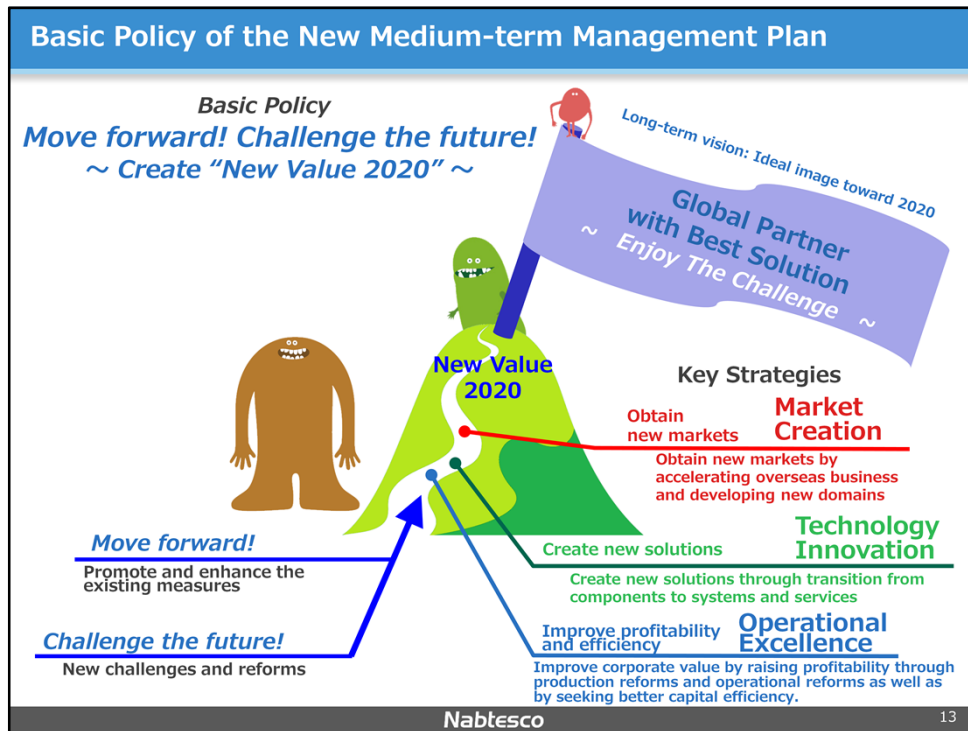 Basic Policy of the New Medium-term Management Plan
Basic Policy
Move forward! Challenge the future!
～ Create “New Value 2020” ～
Long-term vision: Ideal image toward 2020
Global Partner
with Best Solution
～ Enjoy The Challenge ～
New Value
2020
Key Strategies
Obtain
new markets
Market
Creation
Obtain new markets by
accelerating overseas business
and developing new domains
Create new solutions
Technology
Innovation
Create new solutions through transition from
components to systems and services
Improve profitability
and efficiency
Operational
Excellence
Improve corporate value by raising profitability through
production reforms and operational reforms as well as
by seeking better capital efficiency.
Move forward!
Promote and enhance the
existing measures
Challenge the future!
New challenges and reforms
Nabtesco
13